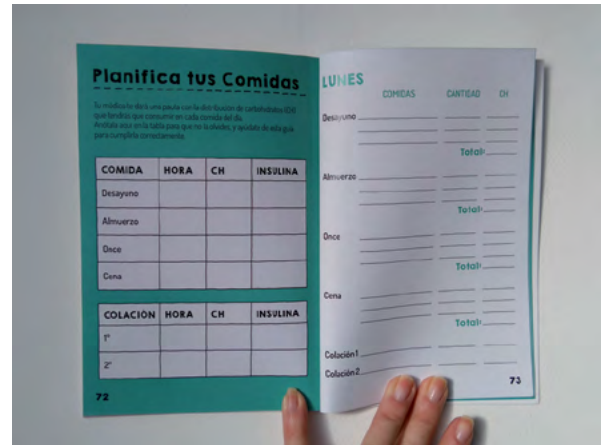 Planifica tus Comidas
Tu médico te dará una pauta con la distribución de carbohidratos (CH)
que tendrás que consumir en cada comida del día.
Anótala aquí en la tabla para que no la olvides, y ayúdate de esta guía
para cumplirla correctamente.
COMIDA HORA CH INSULINA
Desayuno
Almuerzo
Once
Cena
COLACIÓN HORA CH INSULINA
1°
2°
72
LUNES
COMIDAS CANTIDAD CH
Desayuno
Total:
Almuerzo
Total:
Once
Total:
Cena
Total:
Colación 1
Colación 2
73